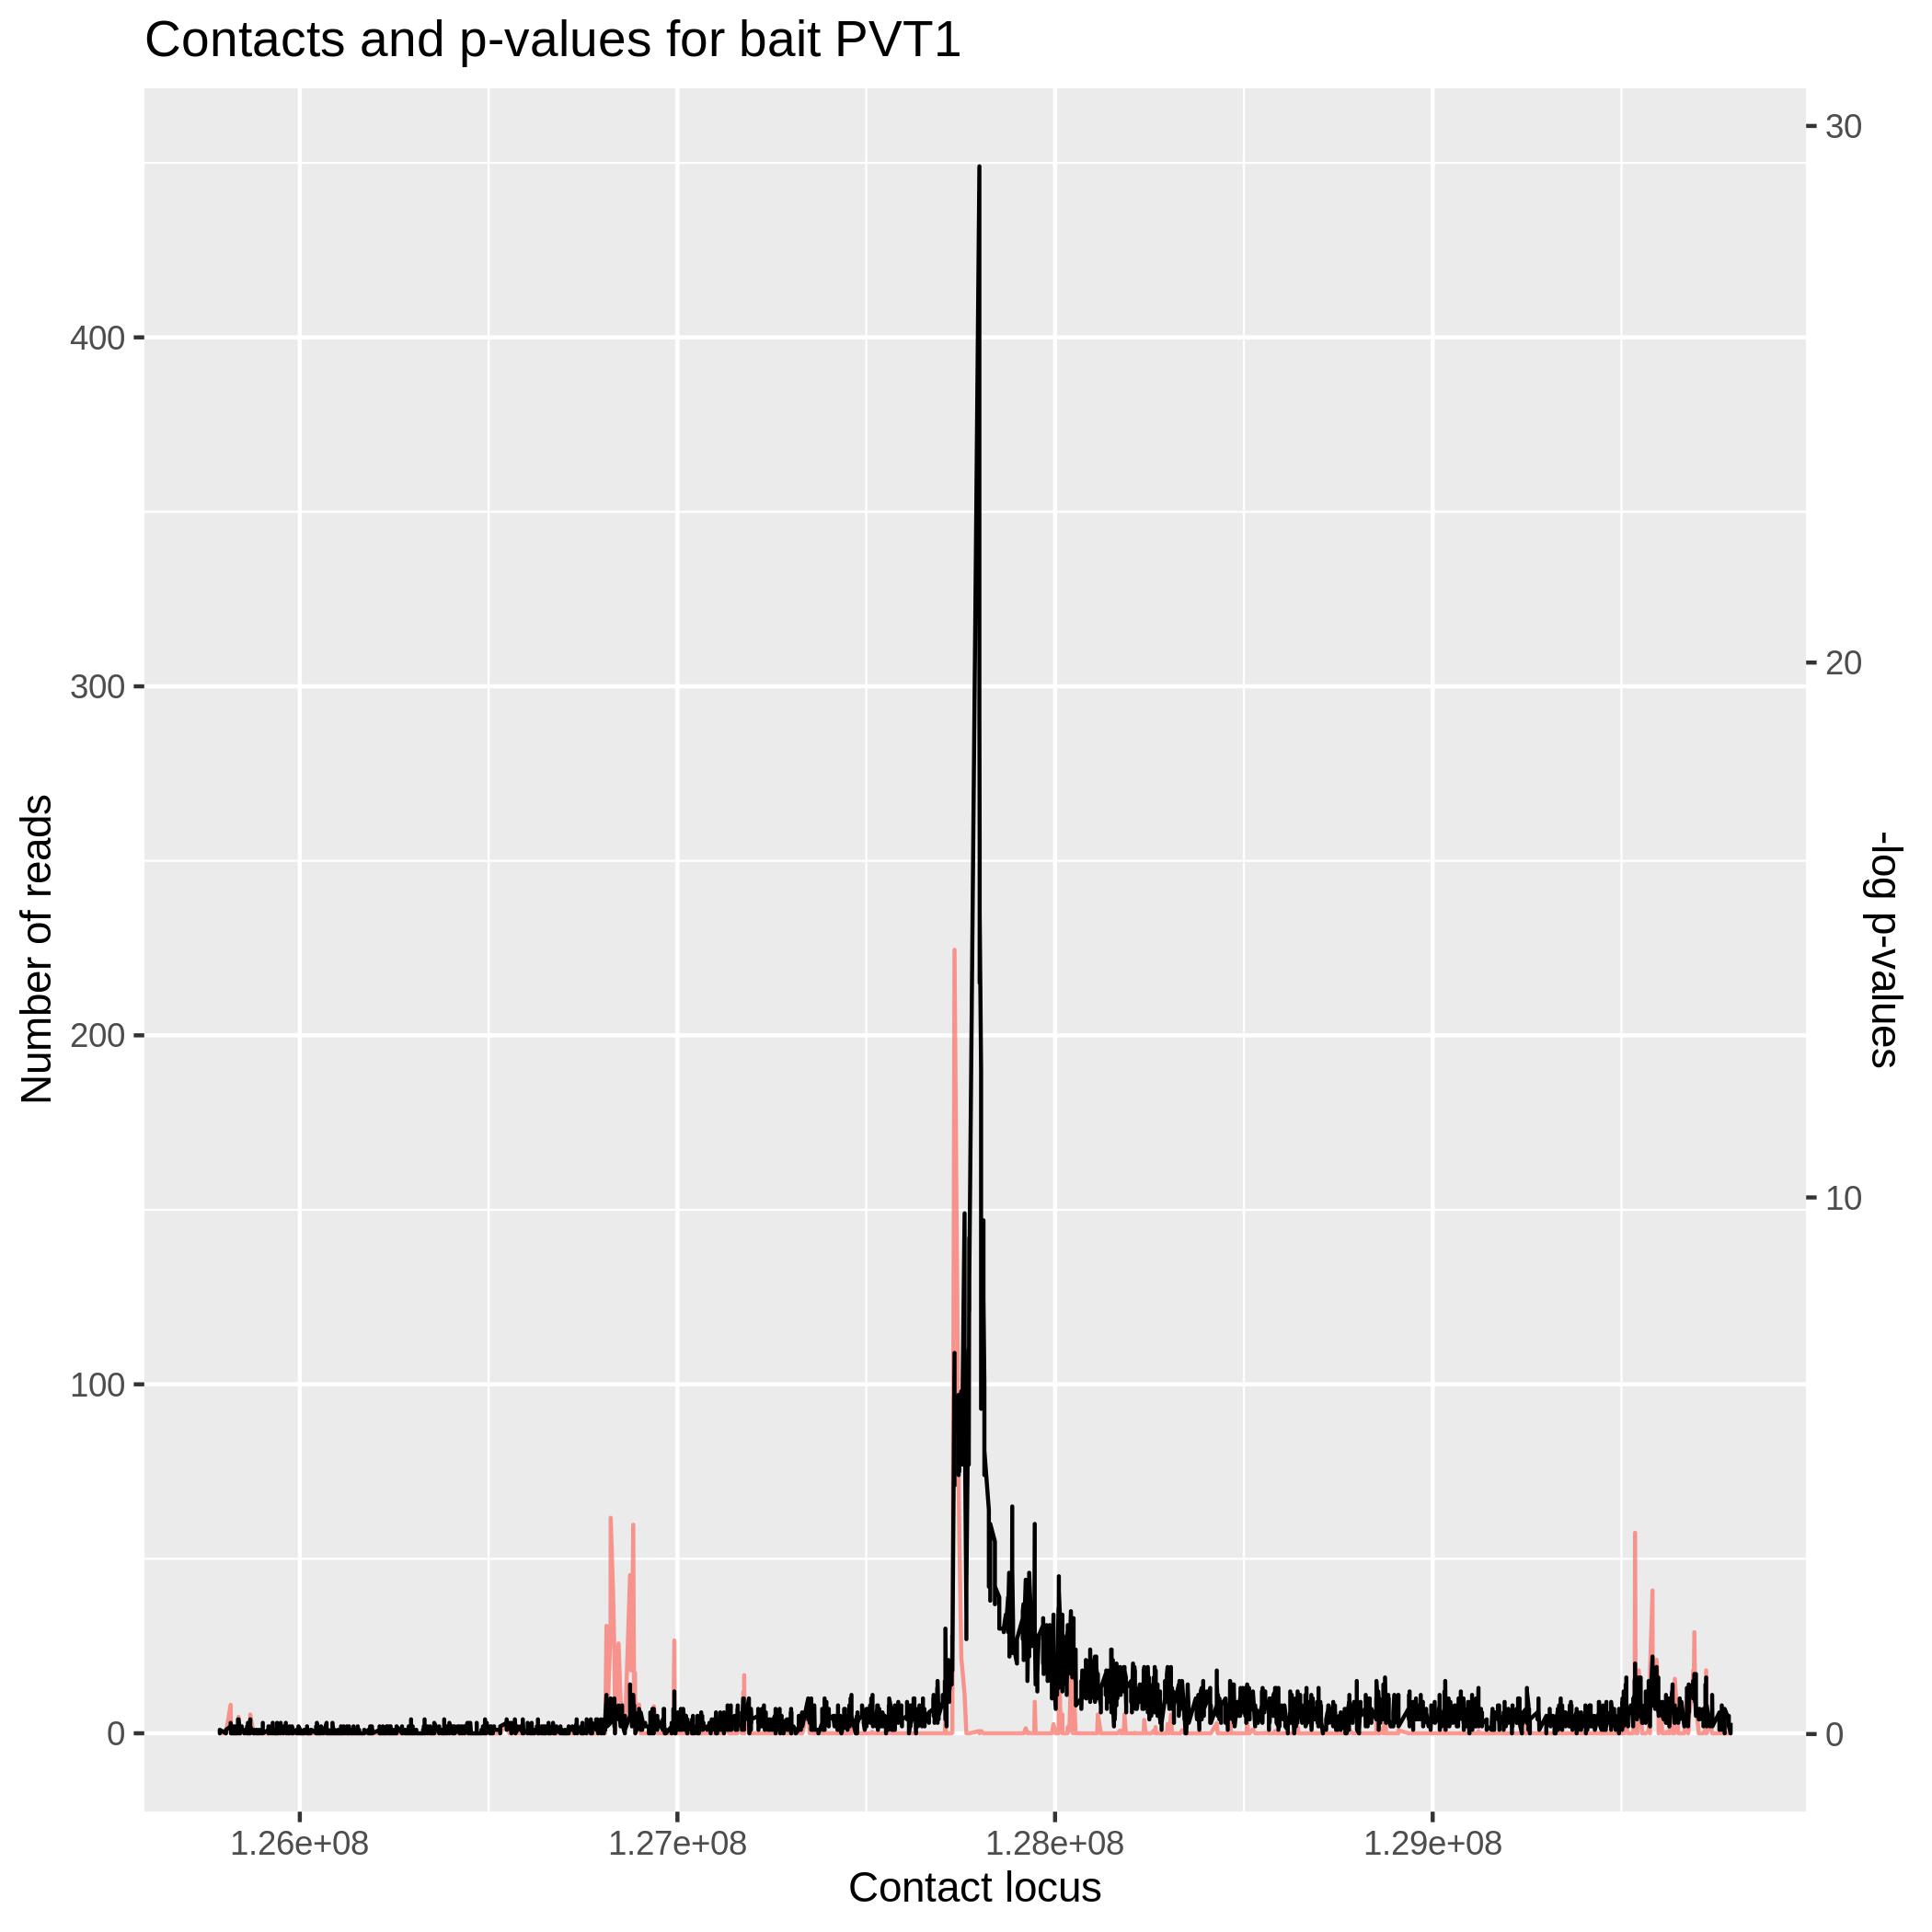 Contacts and p-values for bait PVT1
Number of reads
400
300
200
100
0
30
20
10
0
-log p-values
1.26e+08
1.27e+08
1.28e+08
1.29e+08
Contact locus